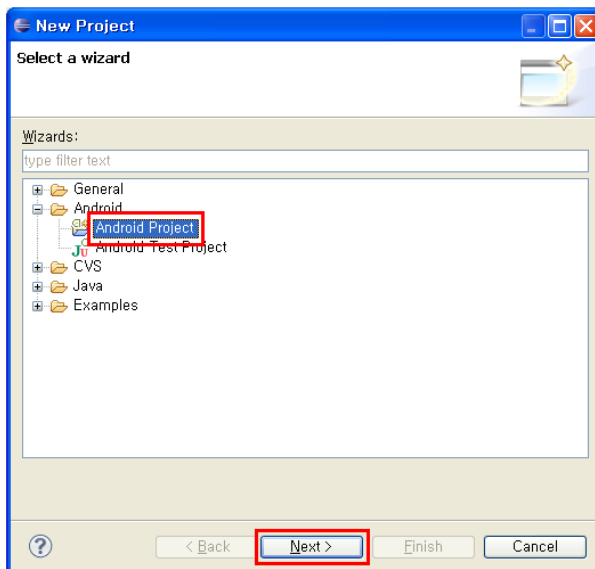 New Project
Select a wizard
Wizards:
type filter text
General
Android
Android Project
Android Test Project
CVS
Java
Examples
< Back
Next >
Finish
Cancel